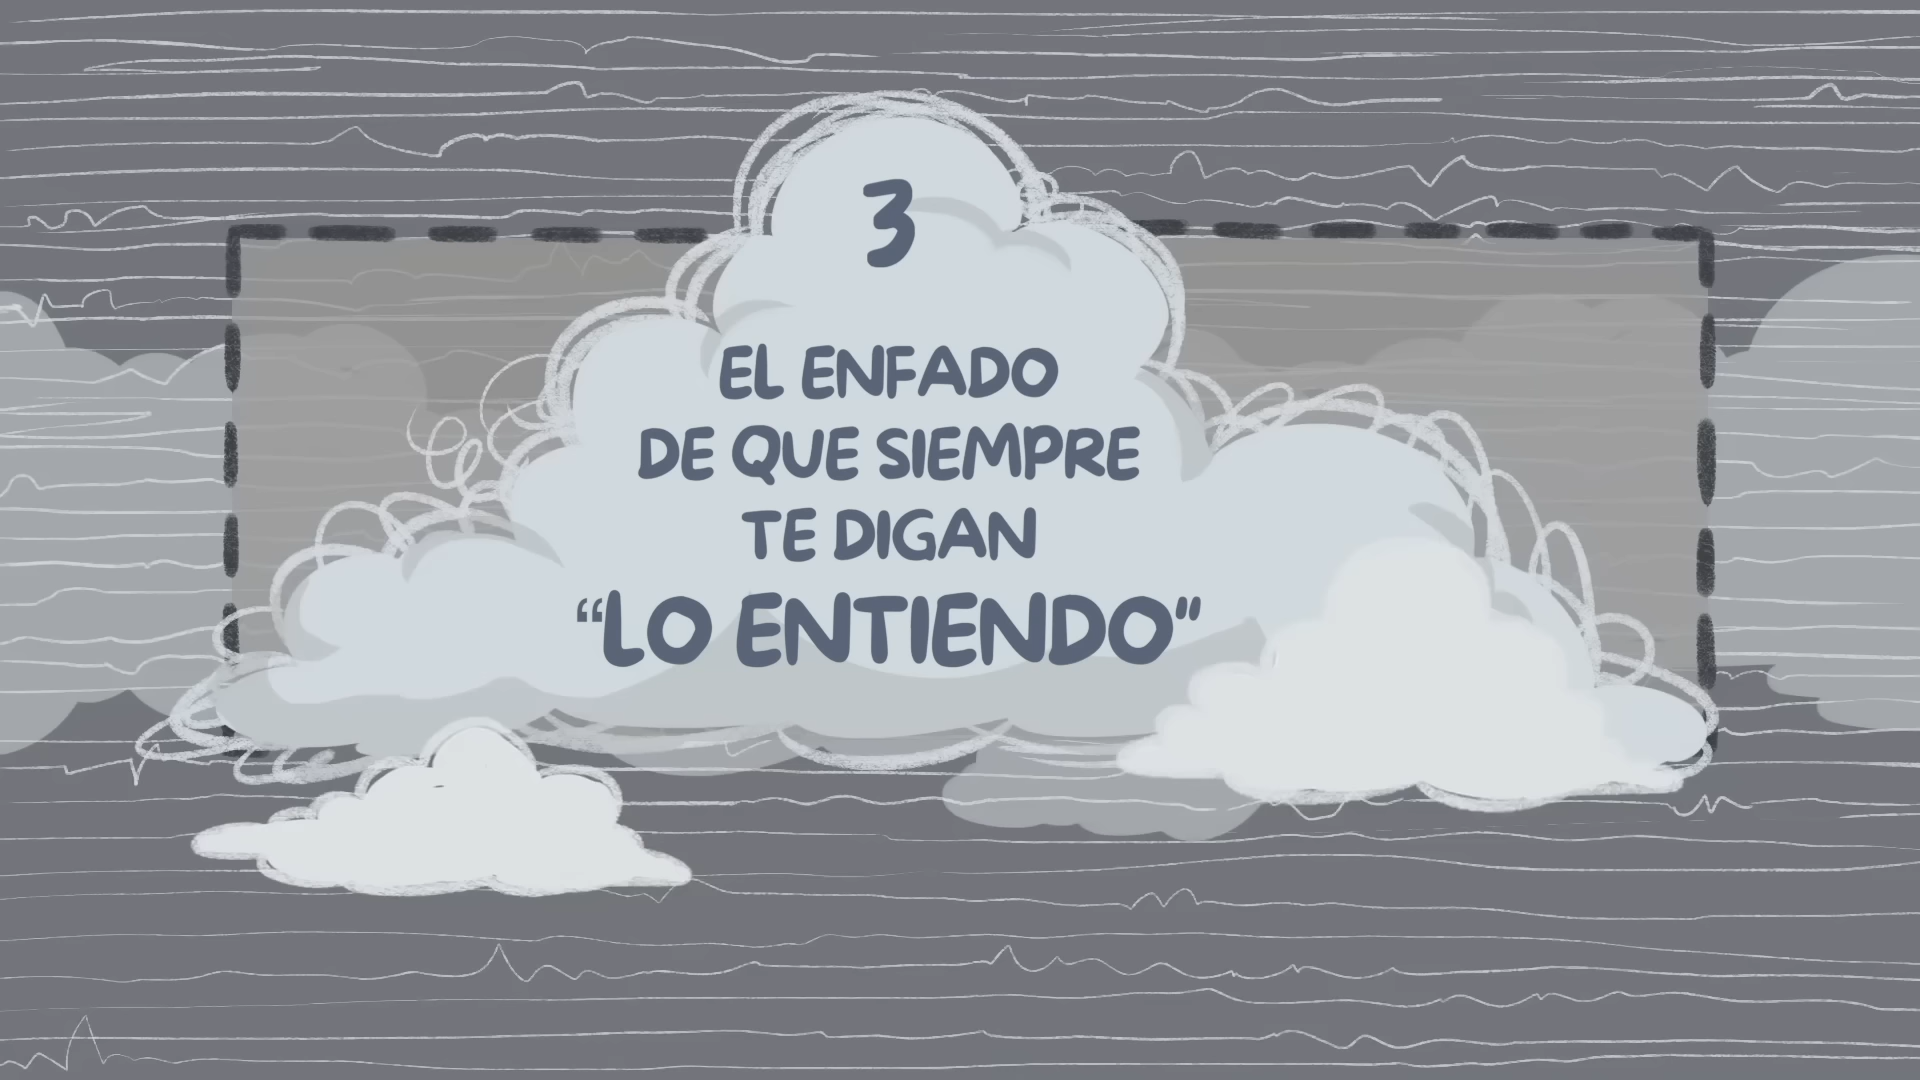 3
EL ENFADO
DE QUE SIEMPRE
TE DIGAN
“LO ENTIENDO”